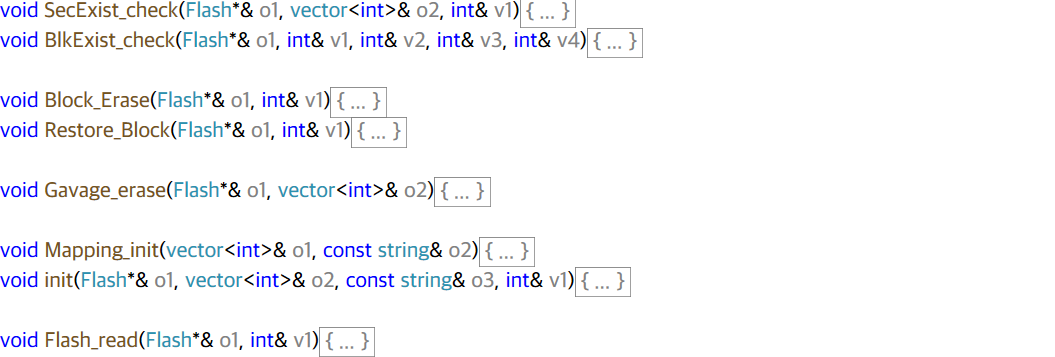 void SecExist_check(Flash*& o1, vector<int>& o2, int& v1){ ... }
void BlkExist_check(Flash*& o1, int& v1, int& v2, int& v3, int& v4){ ... }
void Block_Erase(Flash*& o1, int& v1){ ... }
void Restore_Block(Flash*& o1, int& v1){ ... }
void Gavage_erase(Flash*& o1, vector<int>& o2){ ... }
void Mapping_init(vector<int>& o1, const string& o2){ ... }
void init(Flash*& o1, vector<int>& o2, const string& o3, int& v1){ ... }
void Flash_read(Flash*& o1, int& v1){ ... }